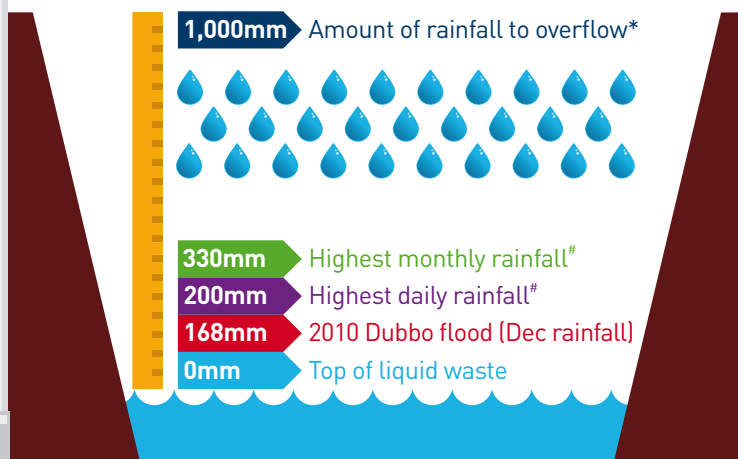 1,000mm Amount of rainfall to overflow*
330mm Highest monthly rainfall#
200mm Highest daily rainfall#
168mm 2010 Dubbo flood (Dec rainfall)
0mm Top of liquid waste